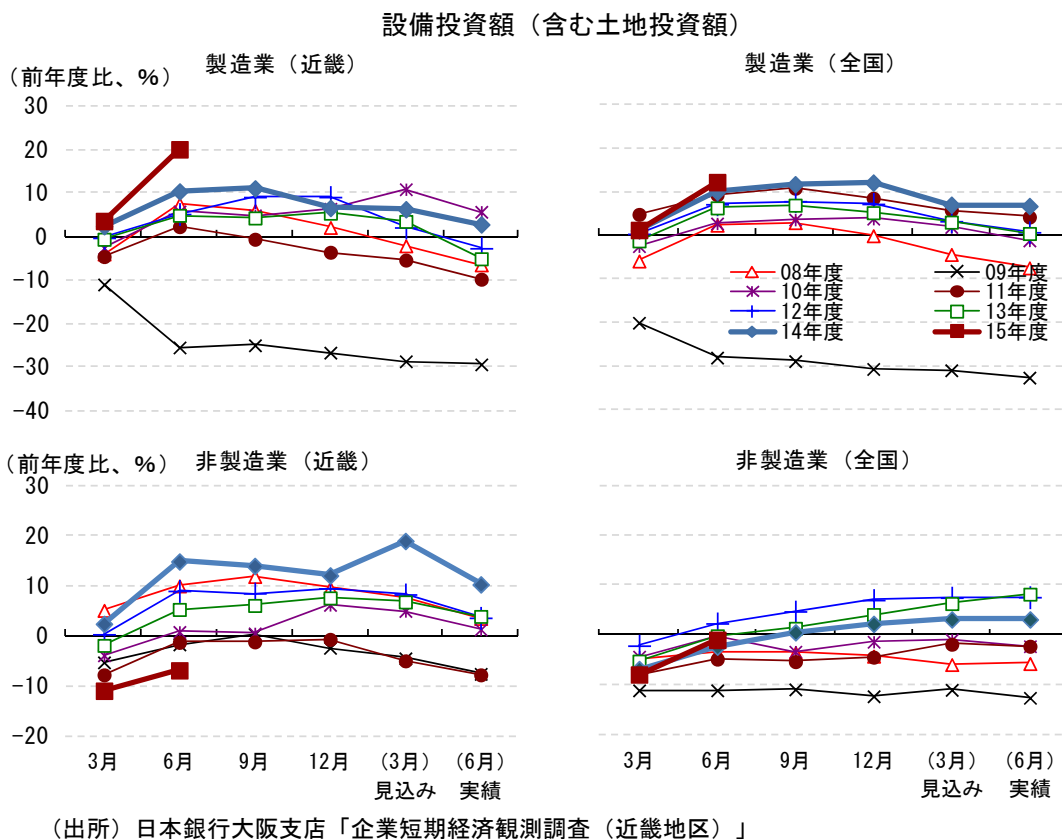 設備投資額（含む土地投資額）
（前年度比、%）
製造業（近畿）
30
20
10
0
-10
-20
-30
-40
製造業（全国）
08年度
09年度
10年度
11年度
12年度
13年度
14年度
15年度
（前年度比、%）
非製造業（近畿）
30
20
10
0
-10
-20
3月
6月
9月
12月
（3月）
見込み
（6月）
実績
非製造業（全国）
3月
6月
9月
12月
（3月）
見込み
（6月）
実績
（出所）日本銀行大阪支店「企業短期経済観測調査（近畿地区）」